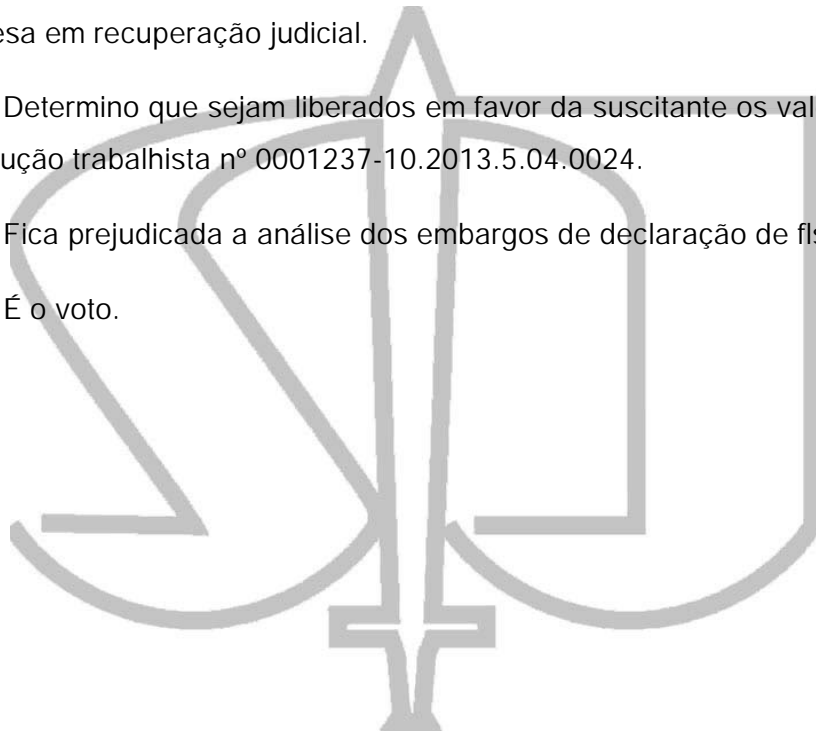 esa em recuperação judicial.
Determino que sejam liberados em favor da suscitante os val
ução trabalhista nº 0001237-10.2013.5.04.0024.
Fica prejudicada a análise dos embargos de declaração de fls
É o voto.